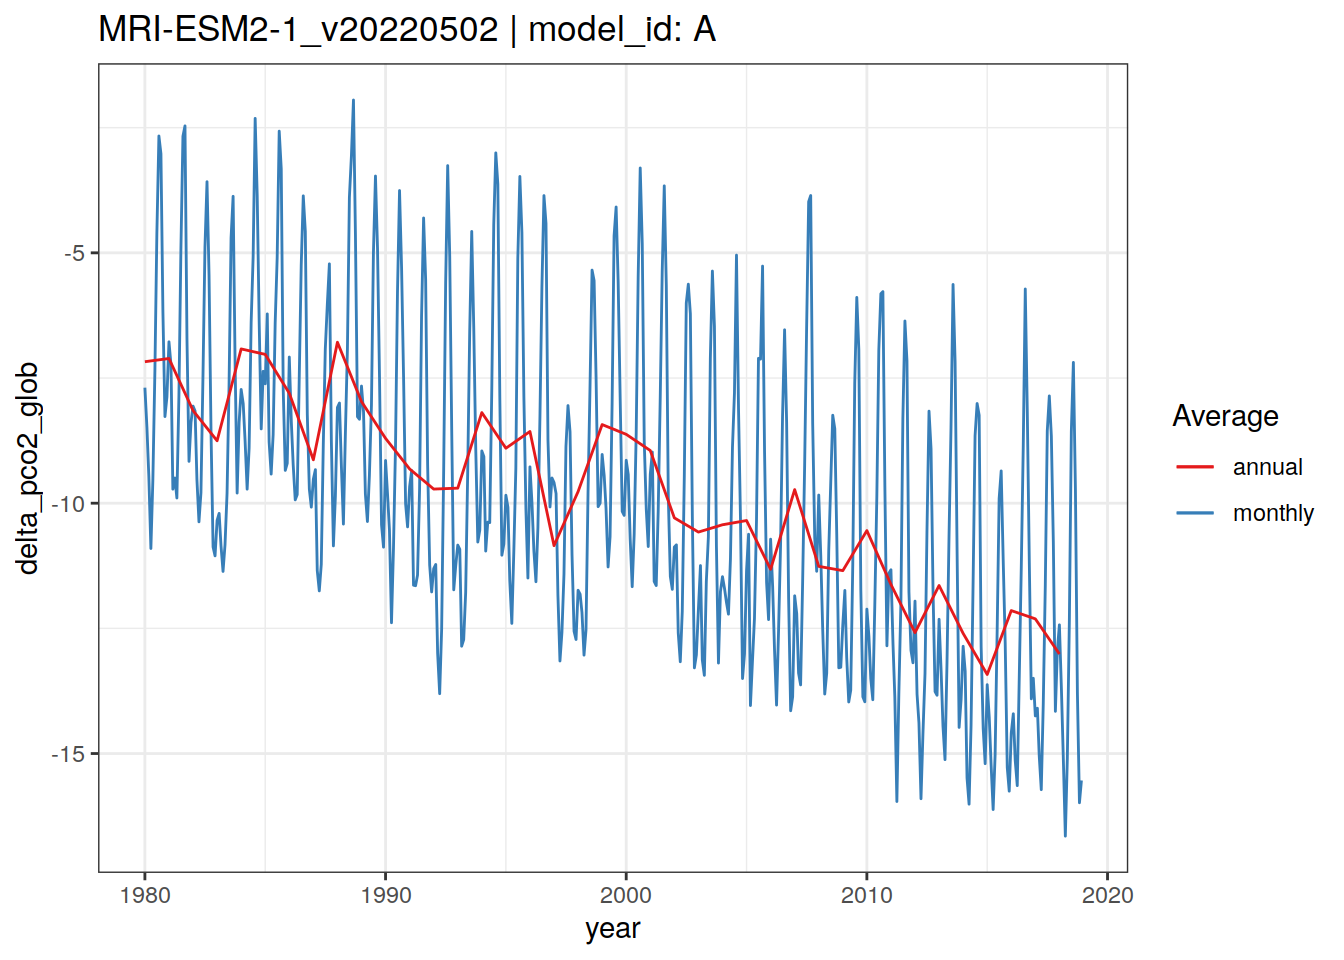 MRI-ESM2-1_v20220502 | model_id: A
delta_pco2_glob
-5
-10
-15
1980
1990
2000
2010
2020
year
Average
annual
monthly